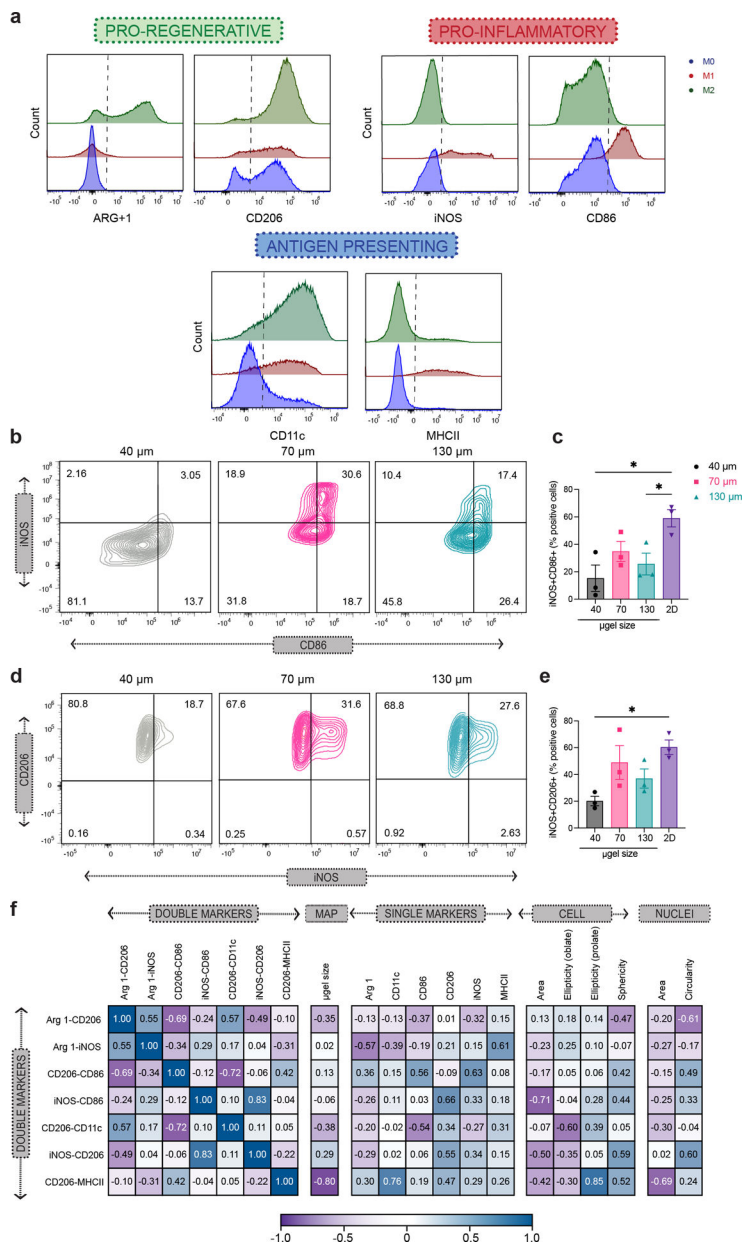 a
PRO-REGENERATIVE
PRO-INFLAMMATORY
M0
M1
M2
Count
Count
-10⁵ -10⁴ 0 10⁴ 10⁵ 10⁶
ARG+1
CD206
iNOS
CD86
ANTIGEN PRESENTING
Count
CD11c
MHCII
b
40 µm 70 µm 130 µm
2.16 3.05 18.9 30.6 10.4 17.4
81.1 13.7 31.8 18.7 45.8 26.4
iNOS
CD86
c
40 µm
70 µm
130 µm
* *
iNOS+CD86+ (% positive cells)
80
60
40
20
0
40 70 130 2D
µgel size
d
40 µm 70 µm 130 µm
80.8 18.7 67.6 31.6 68.8 27.6
0.16 0.34 0.25 0.57 0.92 2.63
CD206
iNOS
e
*
iNOS+CD206+ (% positive cells)
80
60
40
20
0
40 70 130 2D
µgel size
f
DOUBLE MARKERS MAP SINGLE MARKERS CELL NUCLEI
Arg 1-CD206 Arg 1-iNOS CD206-CD86 iNOS-CD86 CD206-CD11c iNOS-CD206 CD206-MHCII µgel size Arg 1 CD11c CD86 CD206 iNOS MHCII Area Ellipticity (oblate) Ellipticity (prolate) Sphericity Area Circularity
DOUBLE MARKERS
Arg 1-CD206 1.00 0.55 -0.69 -0.24 0.57 -0.49 -0.10 -0.35 -0.13 -0.13 -0.37 0.01 -0.32 0.15 0.13 0.18 0.14 -0.47 -0.20 -0.61
Arg 1-iNOS 0.55 1.00 -0.34 0.29 0.17 0.04 -0.31 0.02 -0.57 -0.39 0.21 0.14 0.22 0.61 -0.23 0.25 0.10 -0.07 -0.27 -0.17
CD206-CD86 -0.69 -0.34 1.00 -0.12 -0.72 -0.06 0.42 0.13 0.36 0.15 0.56 -0.09 0.63 0.08 -0.17 0.05 0.06 0.42 -0.15 0.49
iNOS-CD86 -0.24 0.29 -0.12 1.00 0.10 0.83 -0.04 0.06 -0.26 0.11 0.03 0.66 0.33 0.18 -0.71 -0.04 0.28 0.44 -0.25 0.33
CD206-CD11c 0.57 0.17 -0.72 0.10 1.00 0.11 0.05 -0.38 -0.20 -0.02 -0.54 0.34 -0.27 0.31 -0.07 -0.60 0.39 0.05 -0.30 -0.04
iNOS-CD206 -0.49 0.04 -0.06 0.83 0.11 1.00 -0.22 0.29 -0.29 -0.06 0.02 0.55 0.34 0.15 -0.50 -0.35 0.02 0.59 0.02 0.60
CD206-MHCII -0.10 -0.31 0.42 -0.04 0.05 -0.22 1.00 -0.80 0.30 0.76 0.19 0.47 0.29 0.26 -0.42 -0.30 0.85 0.52 -0.69 0.24
-1.0 -0.5 0 0.5 1.0